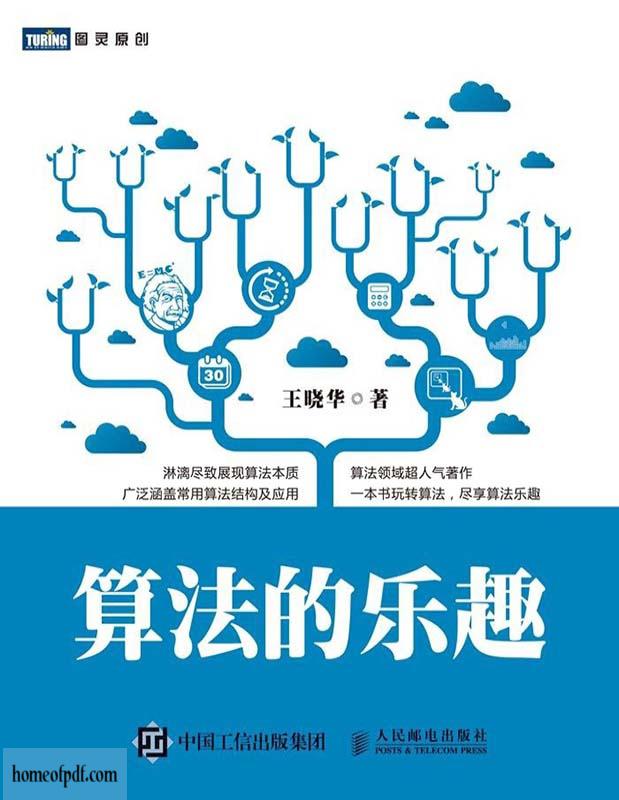 TURING 图灵原创
E=MC²
30
王晓华 著
淋漓尽致展现算法本质
广泛涵盖常用算法结构及应用
算法领域超人气著作
一本书玩转算法，尽享算法乐趣
算法的乐趣
中国工信出版集团
人民邮电出版社
POSTS & TELECOM PRESS
homeofpdf.com